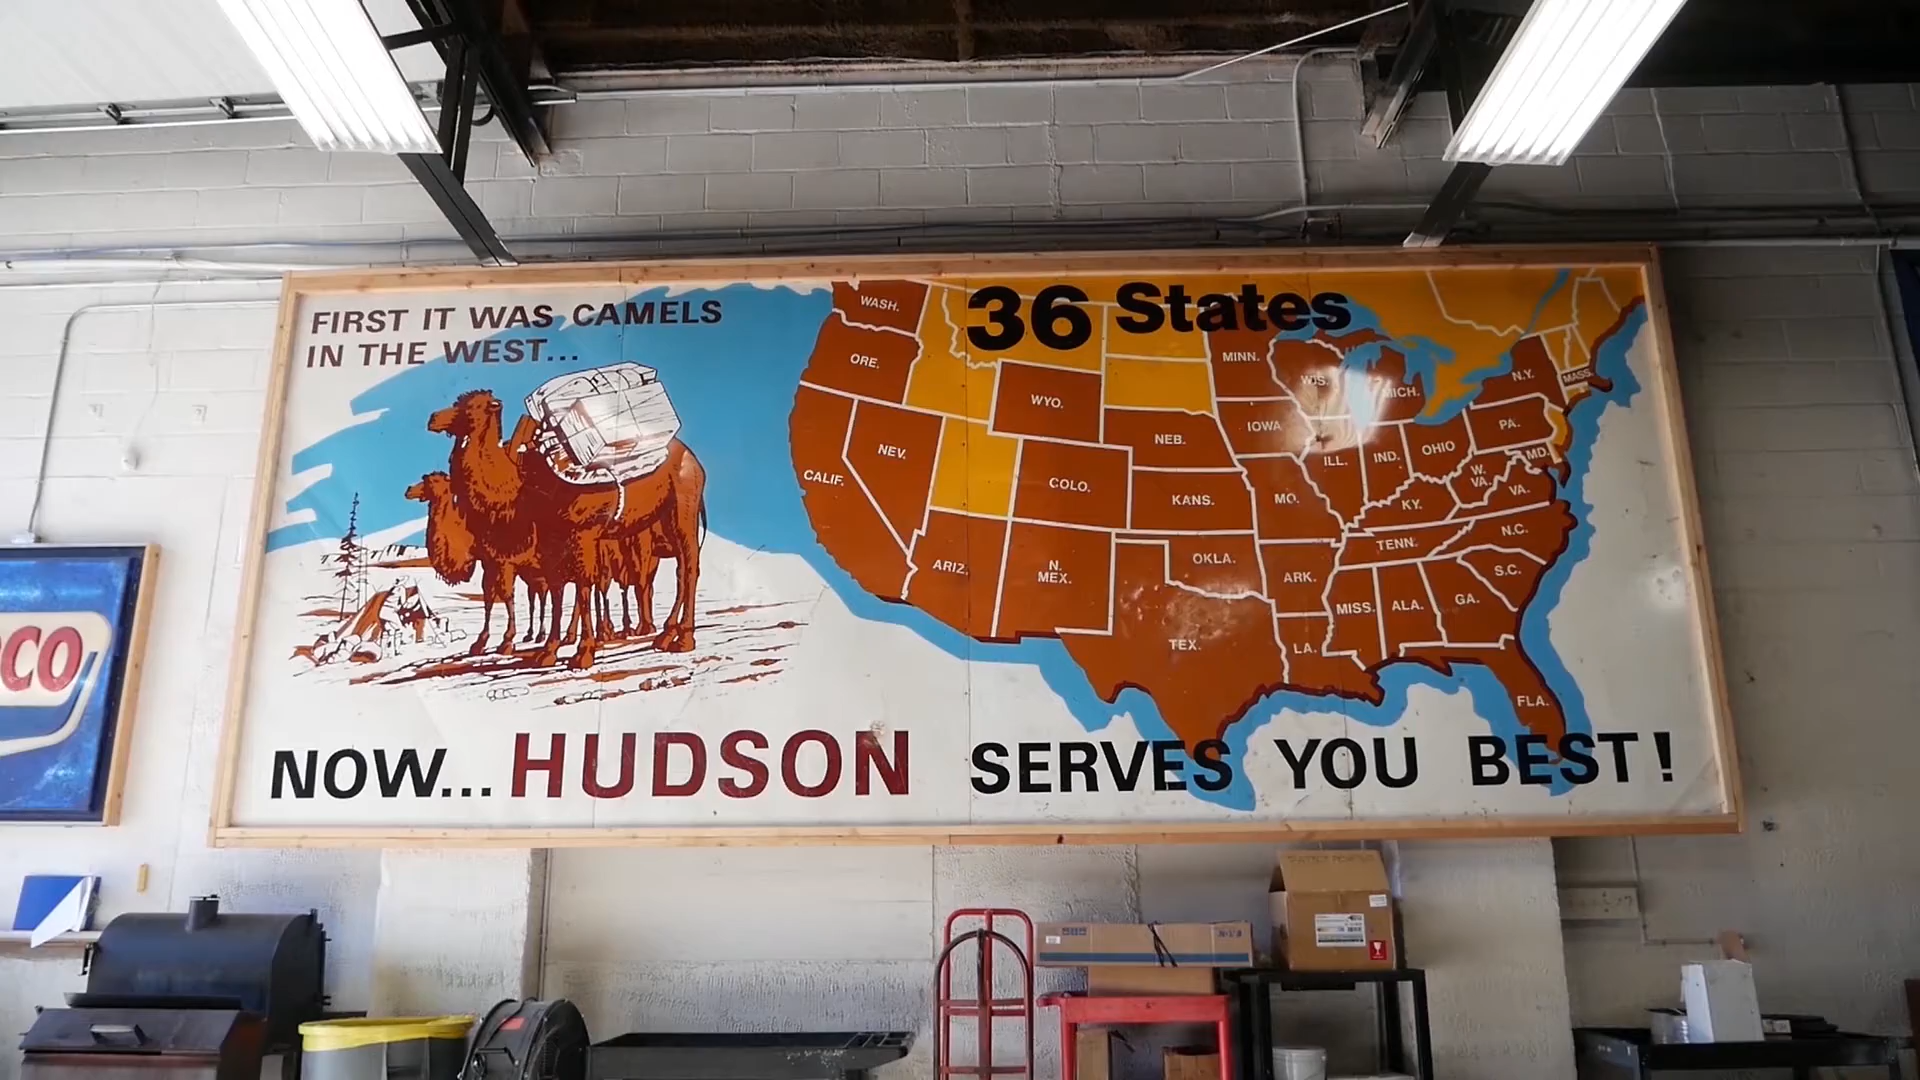 FIRST IT WAS CAMELS
IN THE WEST...
36 States
WASH.
ORE.
CALIF.
NEV.
ARIZ.
WYO.
COLO.
N.
MEX.
NEB.
KANS.
OKLA.
TEX.
MINN.
IOWA
MO.
ARK.
LA.
WIS.
ILL.
MICH.
IND.
OHIO
KY.
TENN.
MISS.
ALA.
GA.
FLA.
S.C.
N.C.
VA.
W.
VA.
MD.
PA.
N.Y.
MASS.
NOW... HUDSON SERVES YOU BEST!
CO